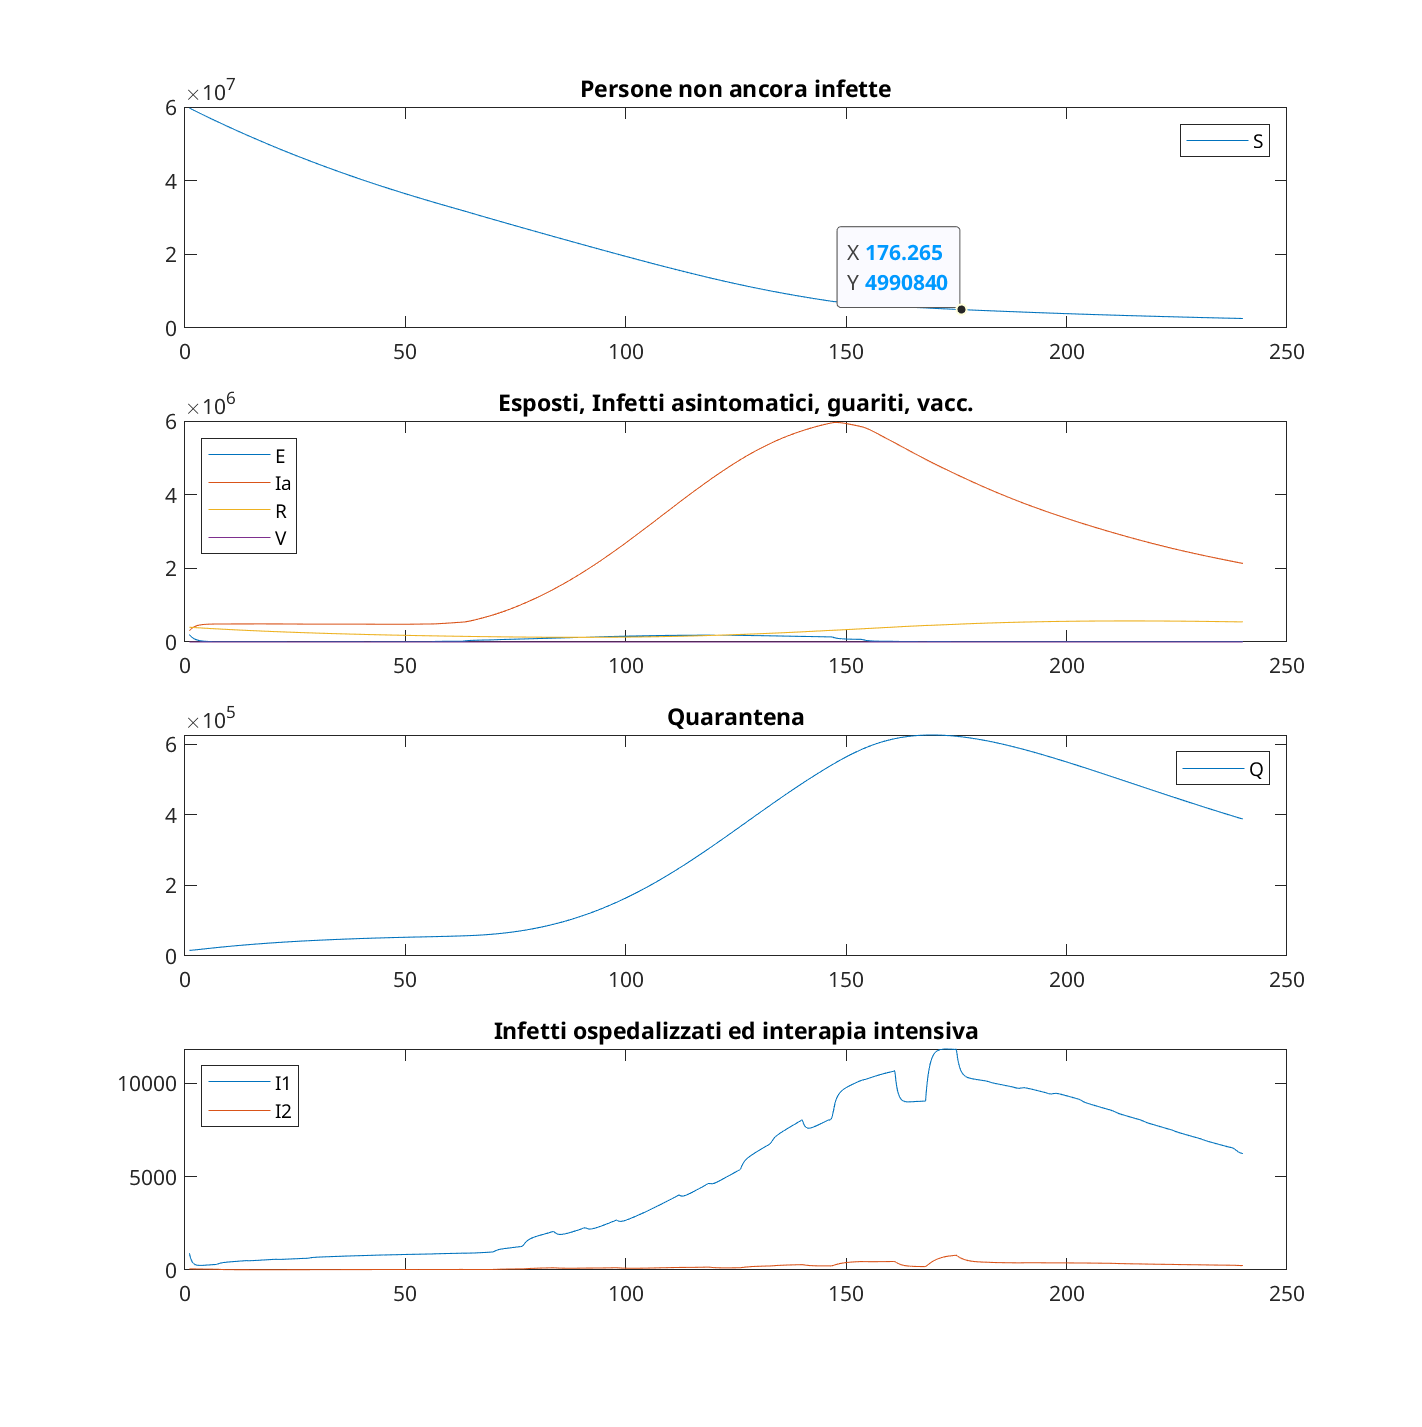 Persone non ancora infette
×10^7
6
4
2
0
0 50 100 150 200 250
S
X 176.265
Y 4990840
Esposti, Infetti asintomatici, guariti, vacc.
×10^6
6
4
2
0
0 50 100 150 200 250
E
Ia
R
V
Quarantena
×10^5
6
4
2
0
0 50 100 150 200 250
Q
Infetti ospedalizzati ed interapia intensiva
10000
5000
0
0 50 100 150 200 250
I1
I2